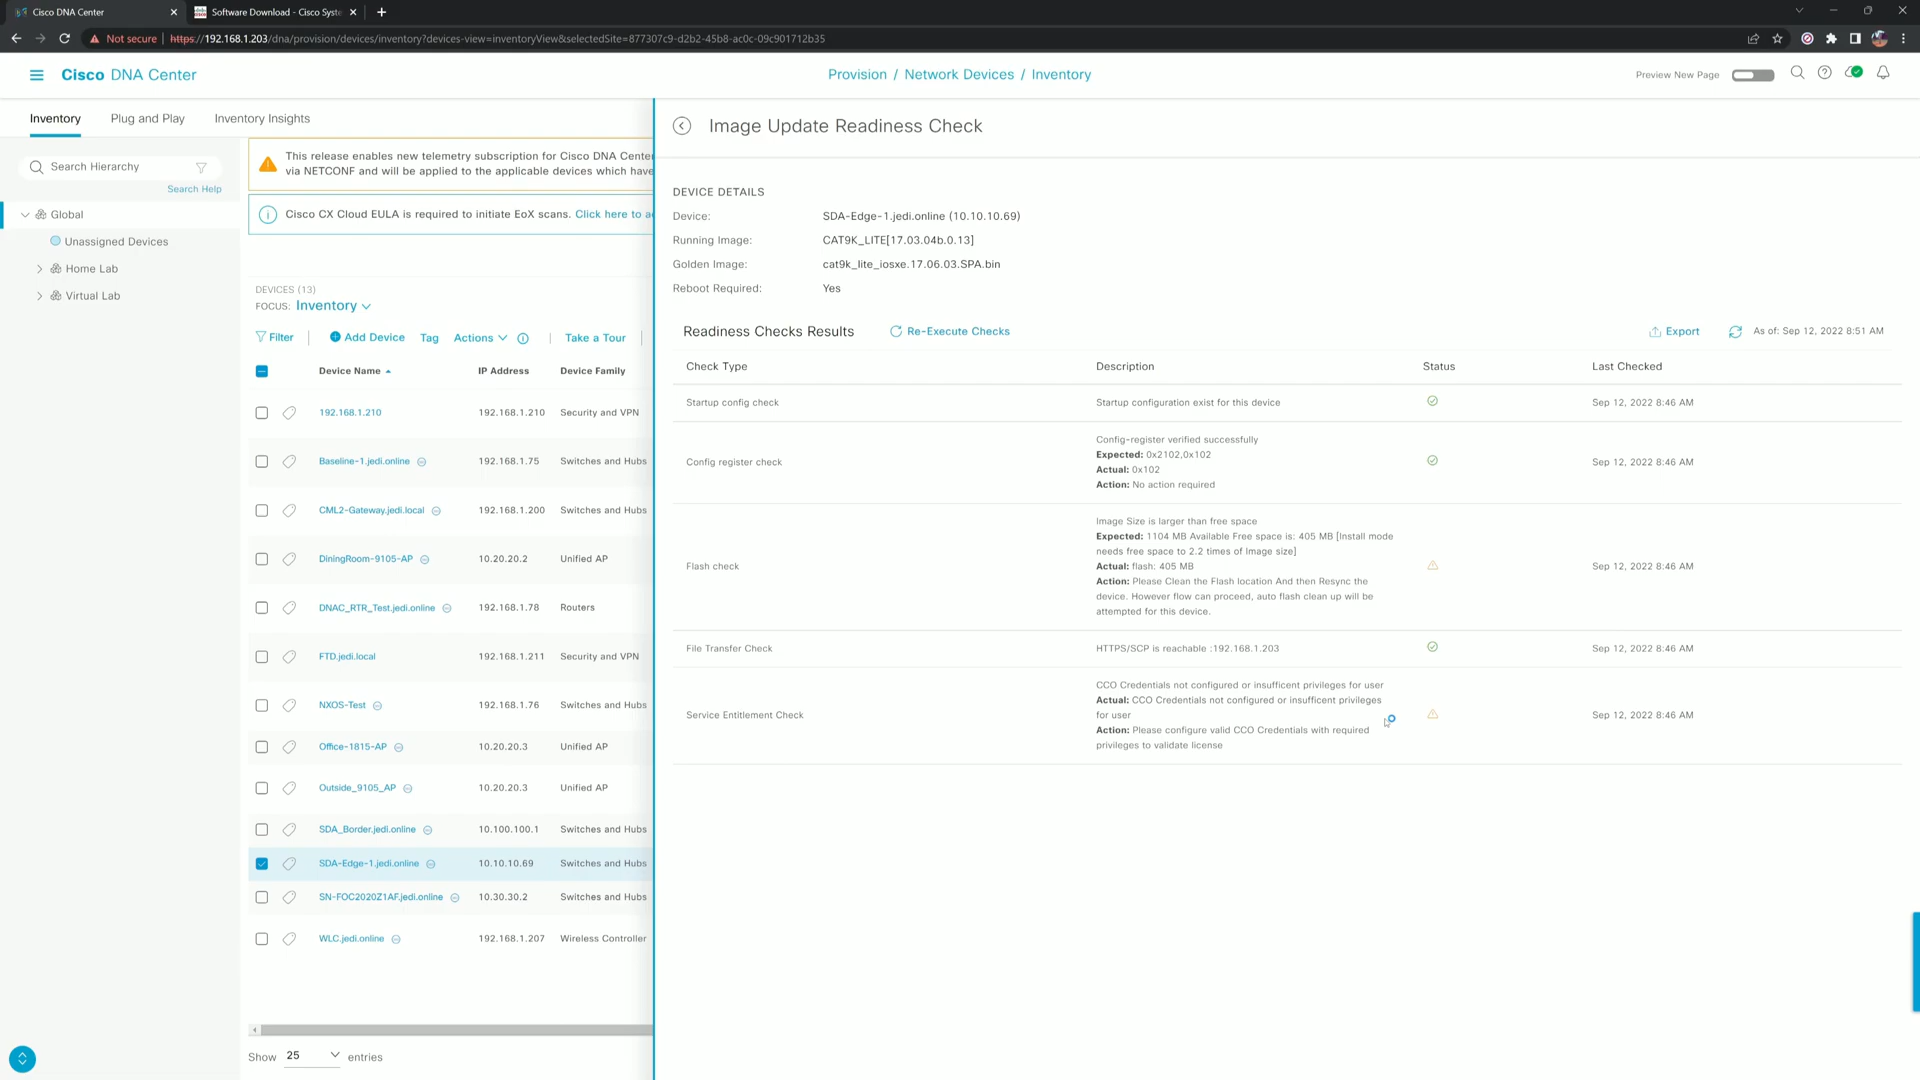 Cisco DNA Center
Software Download - Cisco Syste
Not secure
https://192.168.1.203/dna/provision/devices/inventory?devices-view=inventoryView&selectedSite=877307c9-d2b2-45b8-ac0c-09c901712b35
Cisco DNA Center
Provision / Network Devices / Inventory
Preview New Page
Inventory
Plug and Play
Inventory Insights
Search Hierarchy
Search Help
Global
Unassigned Devices
Home Lab
Virtual Lab
This release enables new telemetry subscription for Cisco DNA Center
via NETCONF and will be applied to the applicable devices which have
Cisco CX Cloud EULA is required to initiate EoX scans. Click here to a
DEVICES (13)
FOCUS: Inventory
Filter
Add Device
Tag
Actions
Take a Tour
Device Name
IP Address
Device Family
192.168.1.210 192.168.1.210 Security and VPN
Baseline-1.jedi.online 192.168.1.75 Switches and Hubs
CML2-Gateway.jedi.local 192.168.1.200 Switches and Hubs
DiningRoom-9105-AP 10.20.20.2 Unified AP
DNAC_RTR_Test.jedi.online 192.168.1.78 Routers
FTD.jedi.local 192.168.1.211 Security and VPN
NXOS-Test 192.168.1.76 Switches and Hubs
Office-1815-AP 10.20.20.3 Unified AP
Outside_9105_AP 10.20.20.3 Unified AP
SDA_Border.jedi.online 10.100.100.1 Switches and Hubs
SDA-Edge-1.jedi.online 10.10.10.69 Switches and Hubs
SN-FOC2020Z1AF.jedi.online 10.30.30.2 Switches and Hubs
WLC.jedi.online 192.168.1.207 Wireless Controller
Show 25 entries
Image Update Readiness Check
DEVICE DETAILS
Device: SDA-Edge-1.jedi.online (10.10.10.69)
Running Image: CAT9K_LITE[17.03.04b.0.13]
Golden Image: cat9k_lite_iosxe.17.06.03.SPA.bin
Reboot Required: Yes
Readiness Checks Results
Re-Execute Checks
Export
As of: Sep 12, 2022 8:51 AM
Check Type
Description
Status
Last Checked
Startup config check
Startup configuration exist for this device
Sep 12, 2022 8:46 AM
Config register check
Config-register verified successfully
Expected: 0x2102,0x102
Actual: 0x102
Action: No action required
Sep 12, 2022 8:46 AM
Flash check
Image Size is larger than free space
Expected: 1104 MB Available Free space is: 405 MB [Install mode
needs free space to 2.2 times of Image size]
Actual: flash: 405 MB
Action: Please Clean the Flash location And then Resync the
device. However flow can proceed, auto flash clean up will be
attempted for this device.
Sep 12, 2022 8:46 AM
File Transfer Check
HTTPS/SCP is reachable :192.168.1.203
Sep 12, 2022 8:46 AM
Service Entitlement Check
CCO Credentials not configured or insufficent privileges for user
Actual: CCO Credentials not configured or insufficent privileges
for user
Action: Please configure valid CCO Credentials with required
privileges to validate license
Sep 12, 2022 8:46 AM